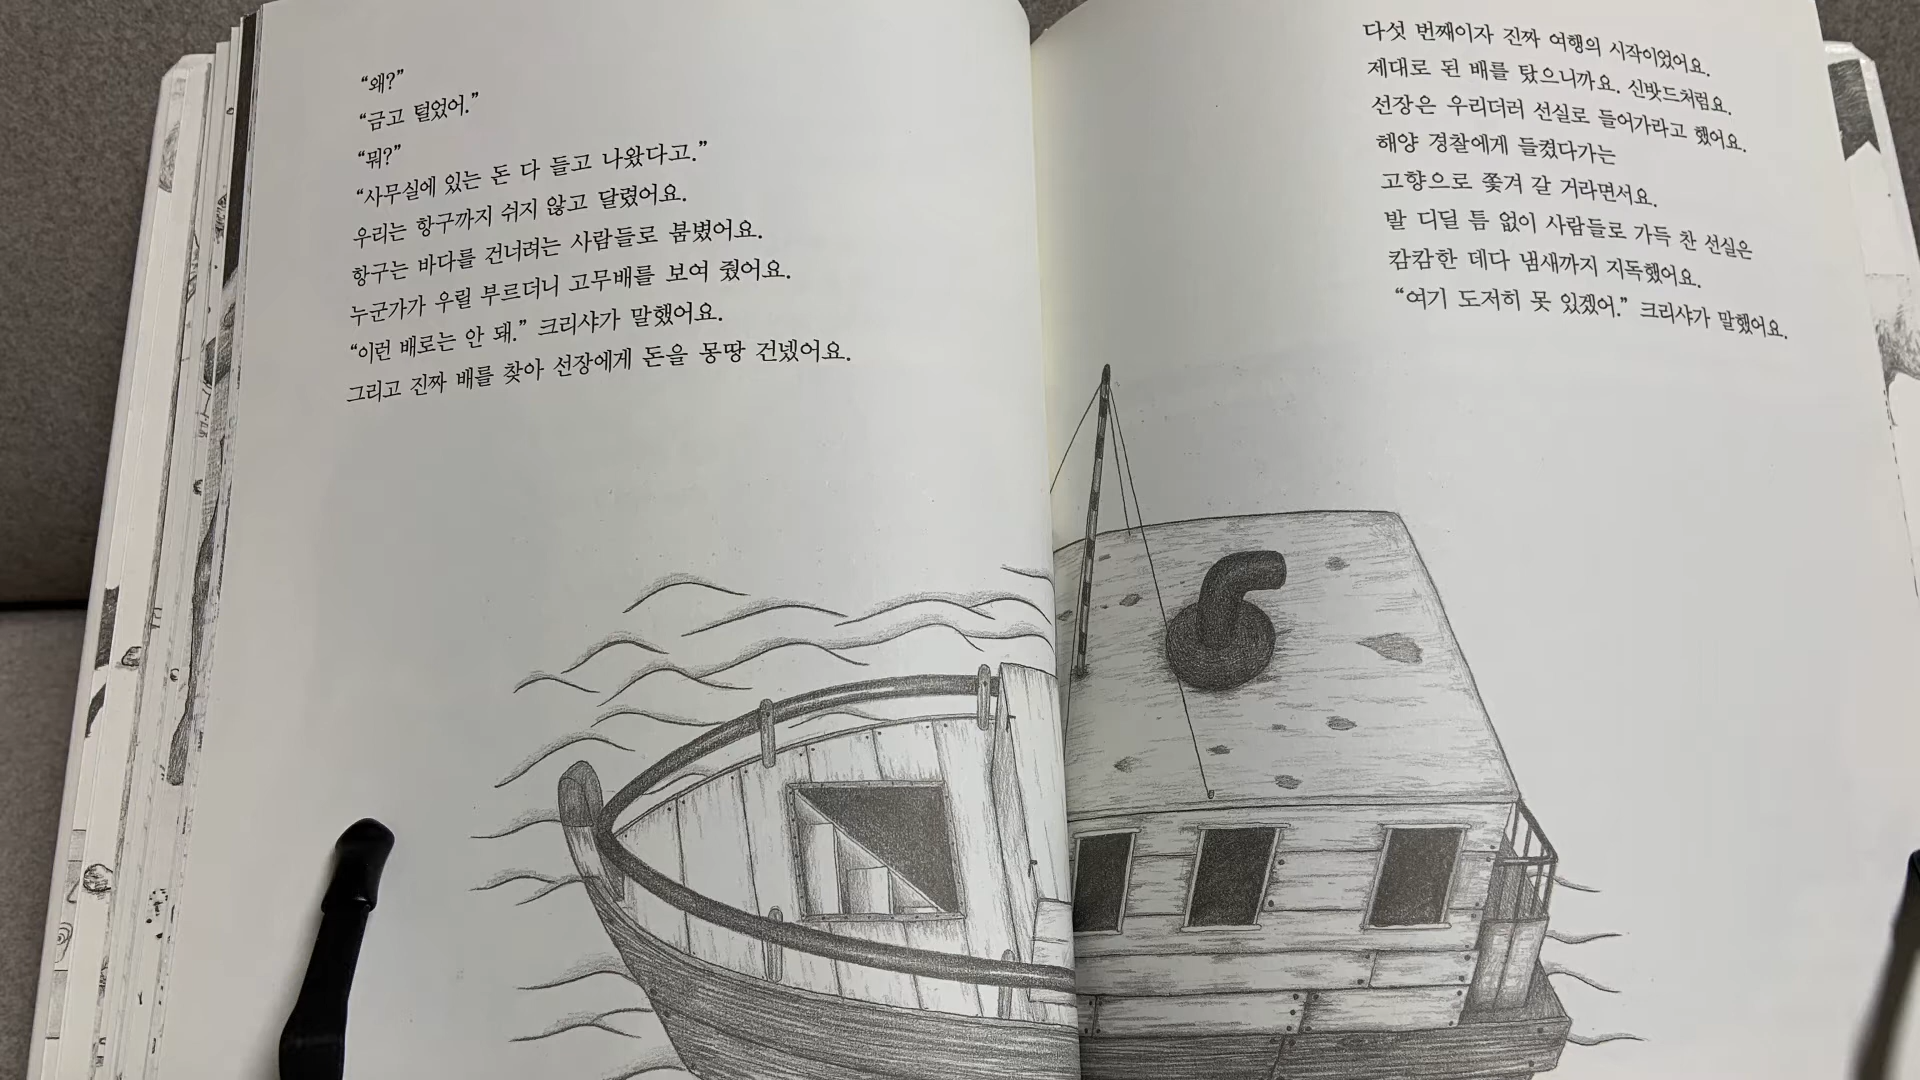 “왜?”
“금고 털었어.”
“뭐?”
“사무실에 있는 돈 다 들고 나왔다고.”
우리는 항구까지 쉬지 않고 달렸어요.
항구는 바다를 건너려는 사람들로 붐볐어요.
누군가가 우릴 부르더니 고무배를 보여 줬어요.
“이런 배로는 안 돼.” 크리샤가 말했어요.
그리고 진짜 배를 찾아 선장에게 돈을 몽땅 건넸어요.
다섯 번째이자 진짜 여행의 시작이었어요.
제대로 된 배를 탔으니까요. 신밧드처럼요.
선장은 우리더러 선실로 들어가라고 했어요.
해양 경찰에게 들켰다가는
고향으로 쫓겨 갈 거라면서요.
발 디딜 틈 없이 사람들로 가득 찬 선실은
캄캄한 데다 냄새까지 지독했어요.
“여기 도저히 못 있겠어.” 크리샤가 말했어요.